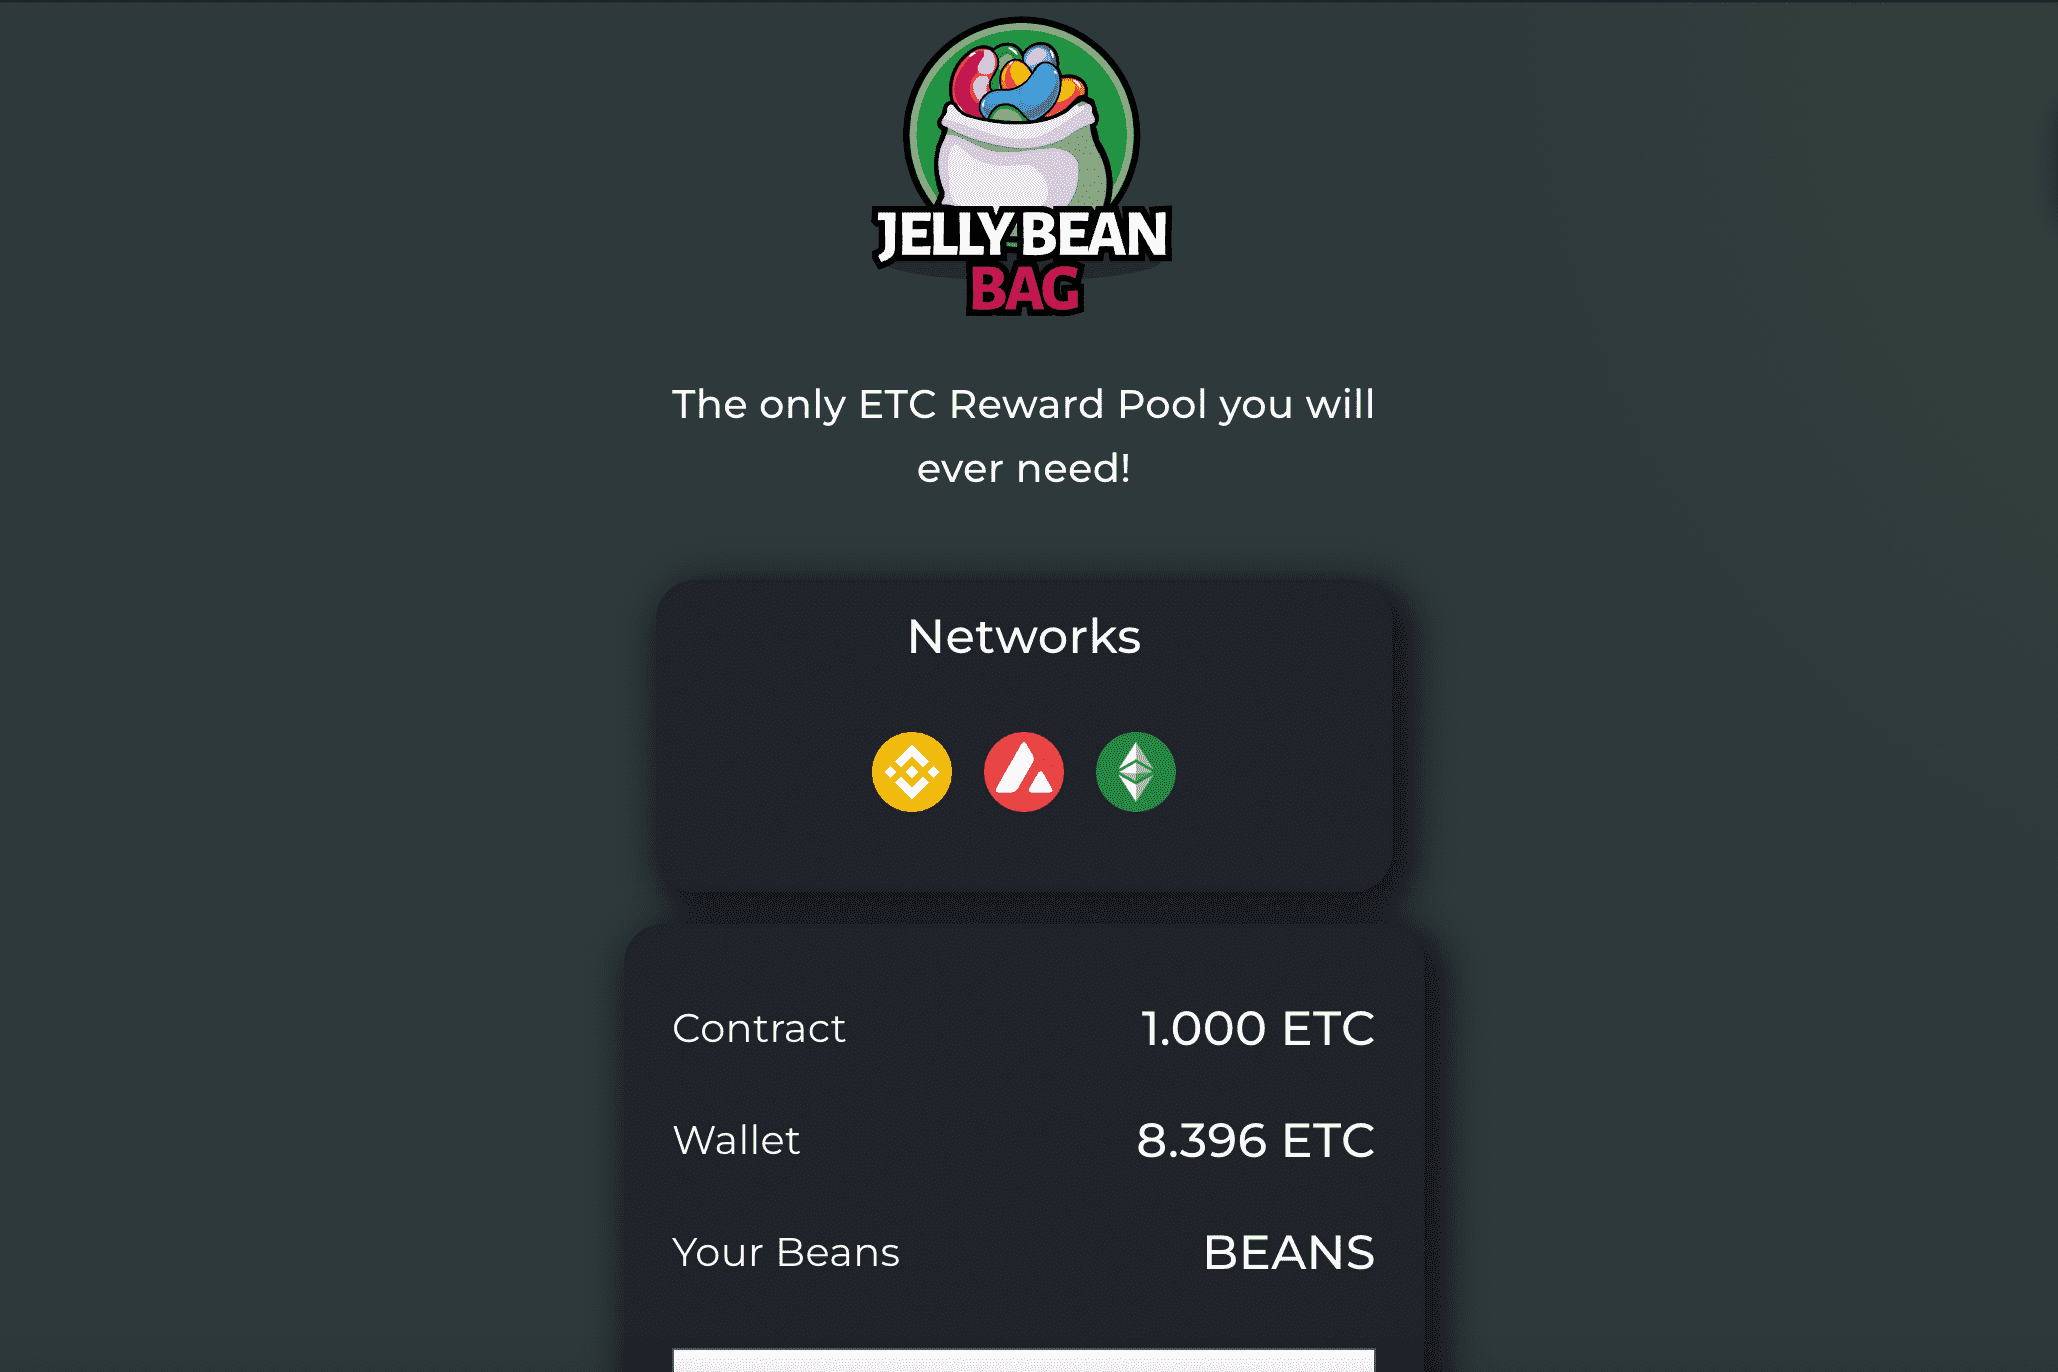 JELLY BEAN
BAG
The only ETC Reward Pool you will
ever need!
Networks
Contract 1.000 ETC
Wallet 8.396 ETC
Your Beans BEANS